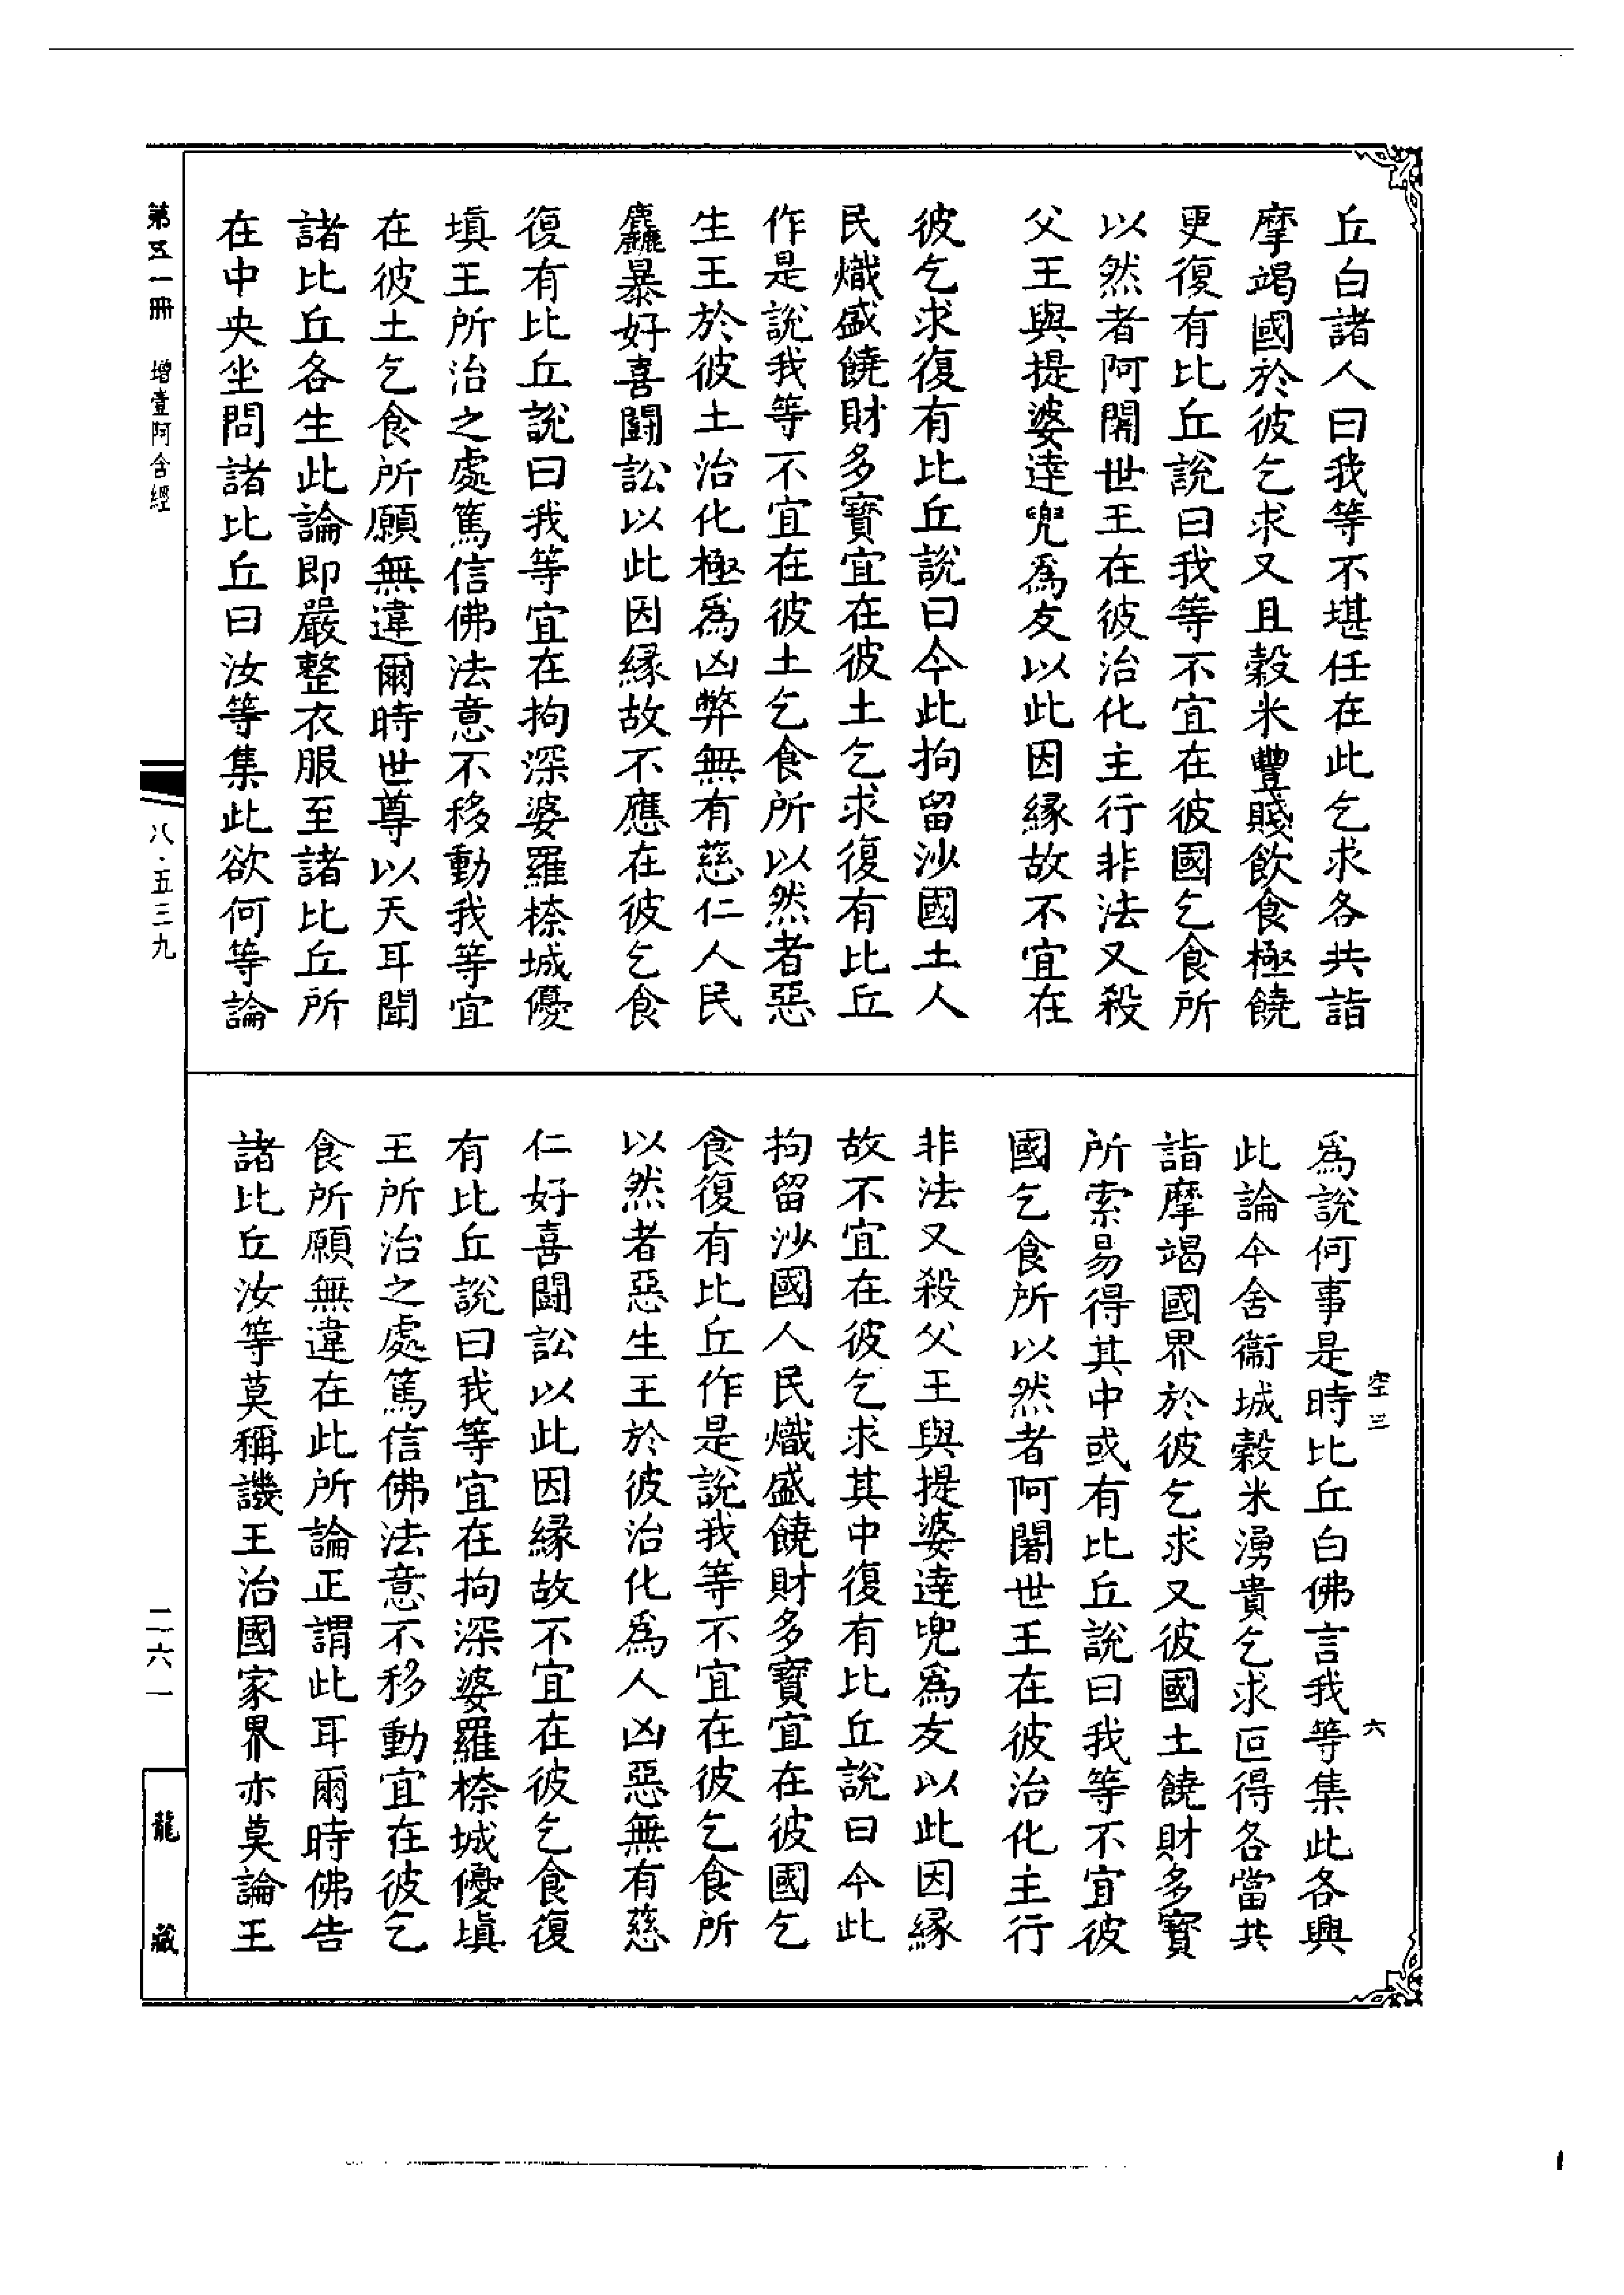 丘白諸人曰我等不堪任在此乞求各共詣
摩竭國於彼乞求又且穀米豐賤飲食極饒
更復有比丘說曰我等不宜在彼國乞食所
以然者阿闍世王在彼治化主行非法又殺
父王與提婆達兜爲友以此因緣故不宜在
彼乞求復有比丘說曰今此拘留沙國土人
民熾盛饒財多寶宜在彼土乞求復有比丘
作是說我等不宜在彼土乞食所以然者惡
生王於彼土治化極爲凶弊無有慈仁人民
麤暴好喜鬪訟以此因緣故不應在彼乞食
復有比丘說曰我等宜在拘深婆羅㮈城優
填王所治之處篤信佛法意不移動我等宜
在彼土乞食所願無違爾時世尊以天耳聞
諸比丘各生此論即嚴整衣服至諸比丘所
在中央坐問諸比丘曰汝等集此欲何等論
爲說何事是時比丘白佛言我等集此各興
此論今舍衞城穀米湧貴乞求叵得各當共
詣摩竭國界於彼乞求又彼國土饒財多寶
所索易得其中或有比丘說曰我等不宜彼
國乞食所以然者阿闍世王在彼治化主行
非法又殺父王與提婆達兜爲友以此因緣
故不宜在彼乞求其中復有比丘說曰今此
拘留沙國人民熾盛饒財多寶宜在彼國乞
食復有比丘作是說我等不宜在彼乞食所
以然者惡生王於彼治化爲人凶惡無有慈
仁好喜鬪訟以此因緣故不宜在彼乞食復
有比丘說曰我等宜在拘深婆羅㮈城優填
王所治之處篤信佛法意不移動宜在彼乞
食所願無違在此所論正謂此耳爾時佛告
諸比丘汝等莫稱譏王治國家界亦莫論王
空三
六
第五一冊 增壹阿含經
八·五三九
二六一
龍藏